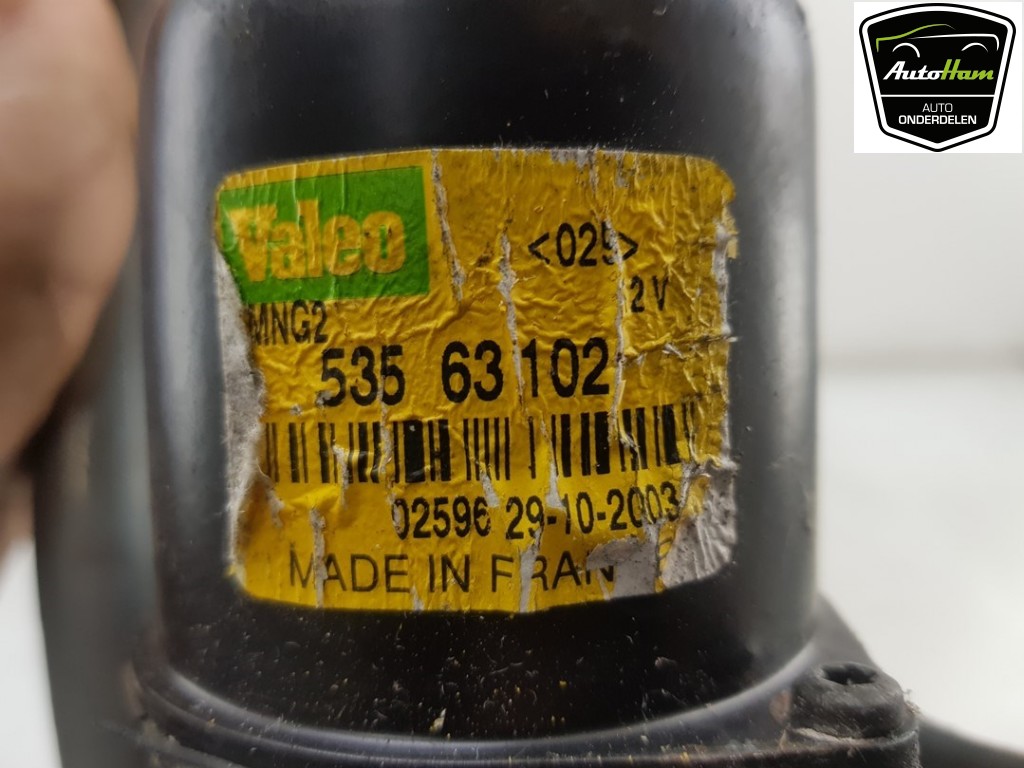 AutoHam
AUTO
ONDERDELEN
Valeo
<025>
2 V
MNG2
535 63 102
02596 29-10-2003
MADE IN FRAN